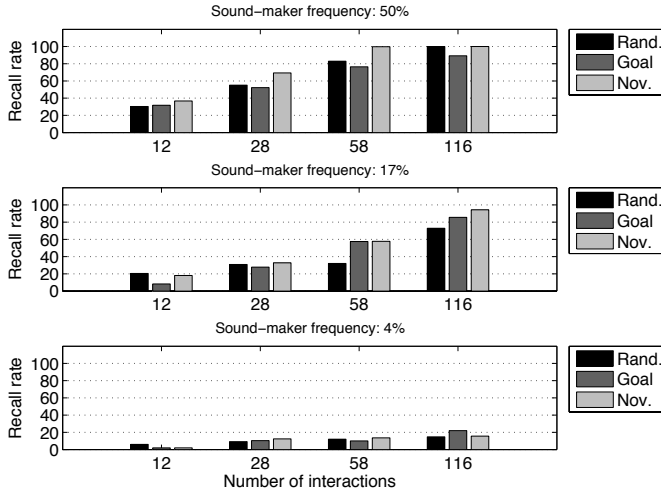 Sound-maker frequency: 50%
Recall rate
100
80
60
40
20
0
12 28 58 116
Rand.
Goal
Nov.
Sound-maker frequency: 17%
Recall rate
100
80
60
40
20
0
12 28 58 116
Rand.
Goal
Nov.
Sound-maker frequency: 4%
Recall rate
100
80
60
40
20
0
12 28 58 116
Number of interactions
Rand.
Goal
Nov.